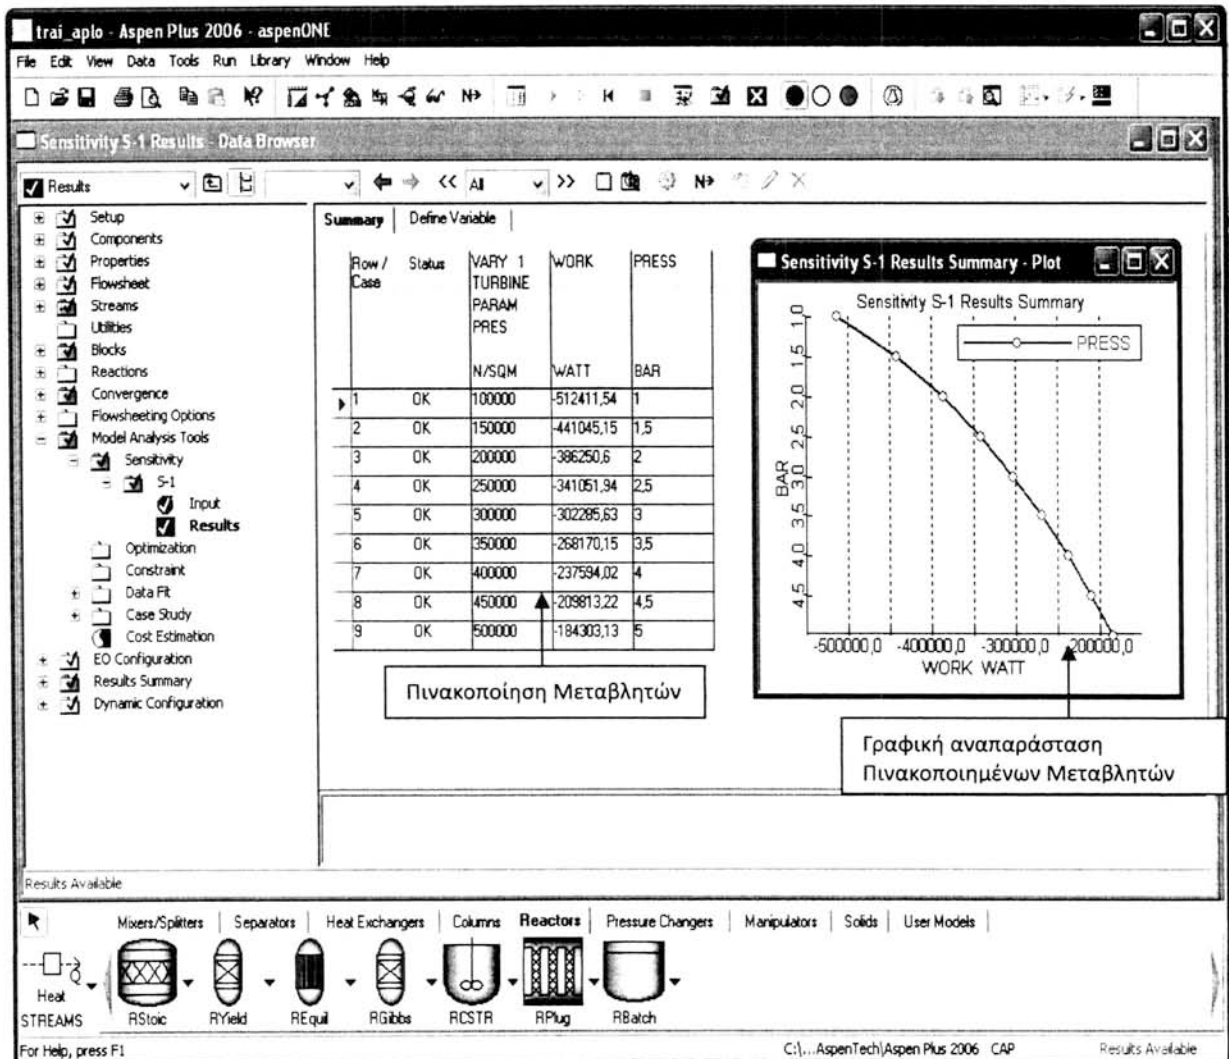 trai_aplo - Aspen Plus 2006 - aspenONE
File Edit View Data Tools Run Library Window Help
Sensitivity S-1 Results - Data Browser
Results
All
Setup
Components
Properties
Flowsheet
Streams
Utilities
Blocks
Reactions
Convergence
Flowsheeting Options
Model Analysis Tools
Sensitivity
S-1
Input
Results
Optimization
Constraint
Data Fit
Case Study
Cost Estimation
EO Configuration
Results Summary
Dynamic Configuration
Summary Define Variable
Row / Case Status VARY 1 TURBINE PARAM PRES WORK PRESS
N/SQM WATT BAR
1 OK 100000 -512411,54 1
2 OK 150000 -441045,15 1,5
3 OK 200000 -386250,6 2
4 OK 250000 -341051,94 2,5
5 OK 300000 -302285,63 3
6 OK 350000 -268170,15 3,5
7 OK 400000 -237594,02 4
8 OK 450000 -209813,22 4,5
9 OK 500000 -184303,13 5
Πινακοποίηση Μεταβλητών
Sensitivity S-1 Results Summary - Plot
Sensitivity S-1 Results Summary
PRESS
BAR
1.0
1.5
2.0
2.5
3.0
3.5
4.0
4.5
-500000,0 -400000,0 -300000,0 -200000,0
WORK WATT
Γραφική αναπαράσταση
Πινακοποιημένων Μεταβλητών
Results Available
Mixers/Splitters Separators Heat Exchangers Columns Reactors Pressure Changers Manipulators Solids User Models
Q
Heat
STREAMS RStoic RYield REquil RGibbs RCSTR RPlug RBatch
For Help, press F1 C:\...AspenTech\Aspen Plus 2006 CAP Results Available